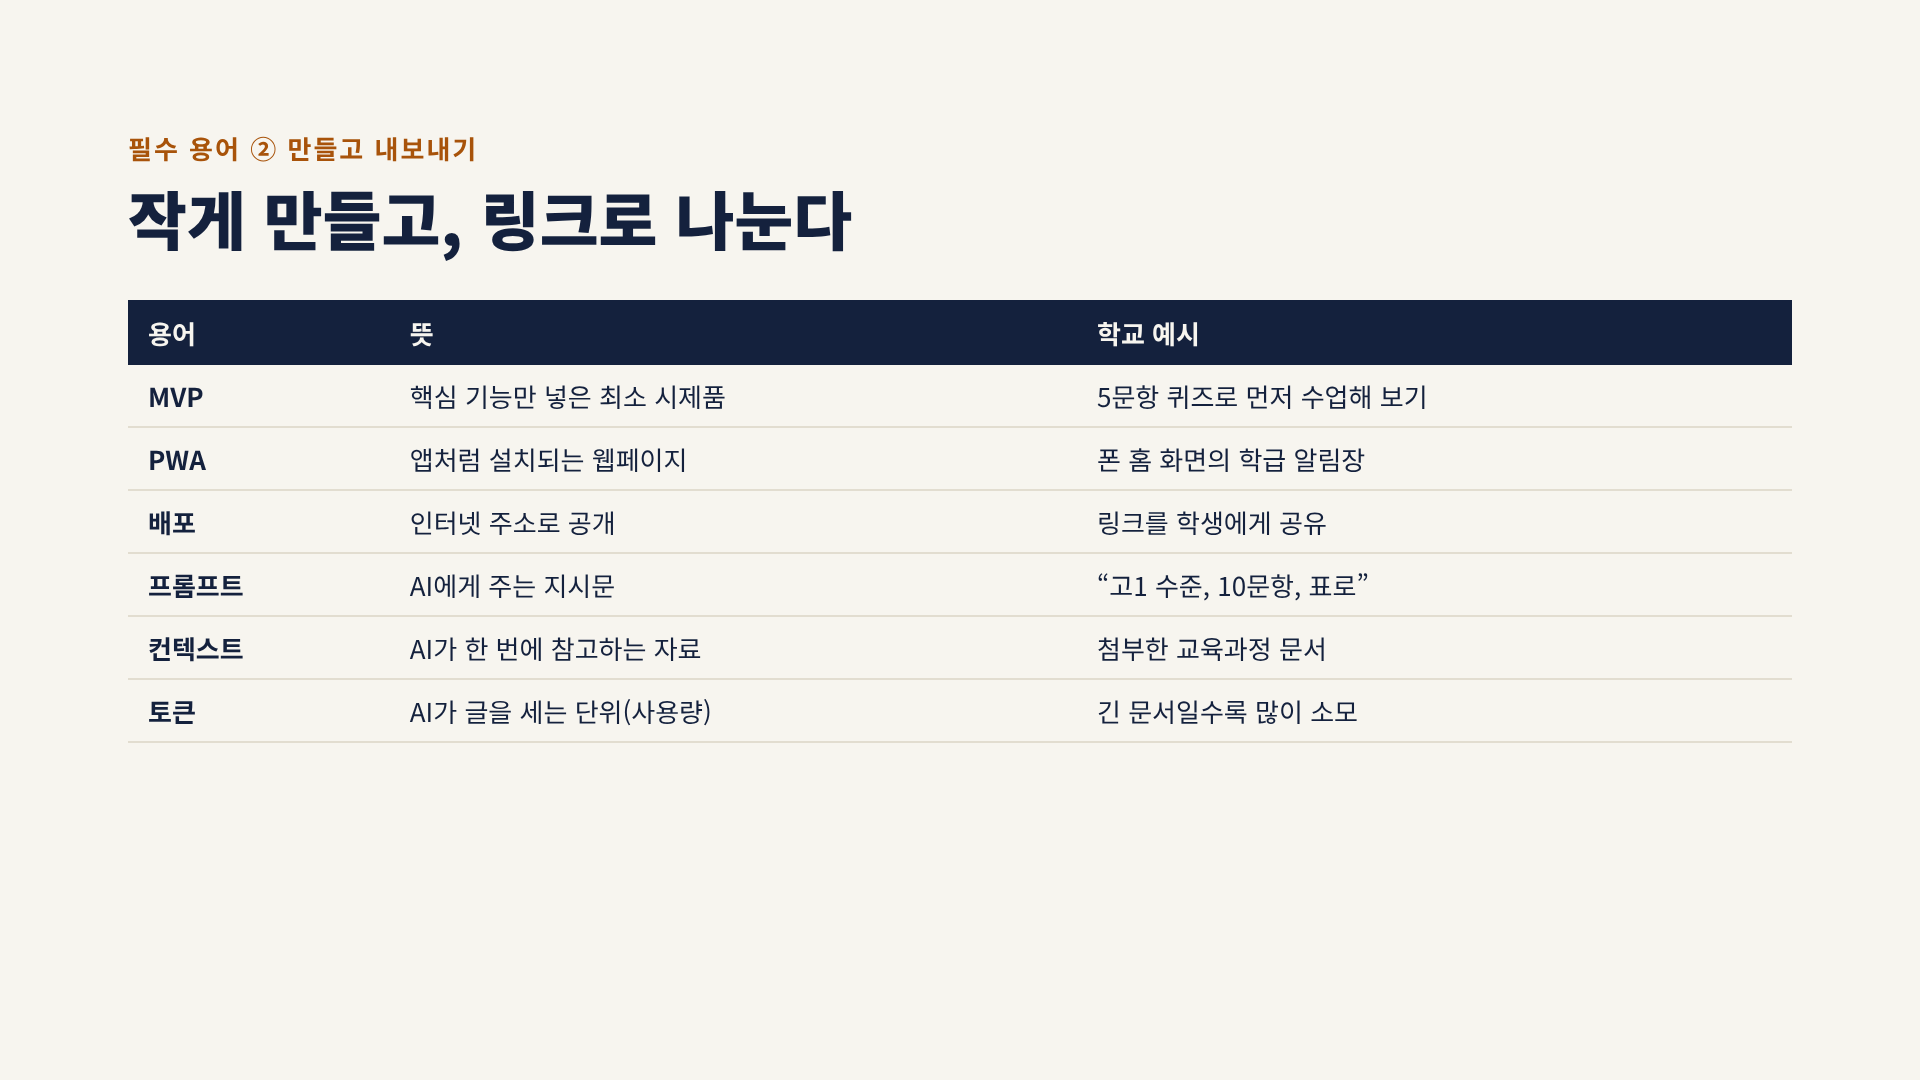 필수 용어 ② 만들고 내보내기
작게 만들고, 링크로 나눈다
용어 뜻 학교 예시
MVP 핵심 기능만 넣은 최소 시제품 5문항 퀴즈로 먼저 수업해 보기
PWA 앱처럼 설치되는 웹페이지 폰 홈 화면의 학급 알림장
배포 인터넷 주소로 공개 링크를 학생에게 공유
프롬프트 AI에게 주는 지시문 “고1 수준, 10문항, 표로”
컨텍스트 AI가 한 번에 참고하는 자료 첨부한 교육과정 문서
토큰 AI가 글을 세는 단위(사용량) 긴 문서일수록 많이 소모